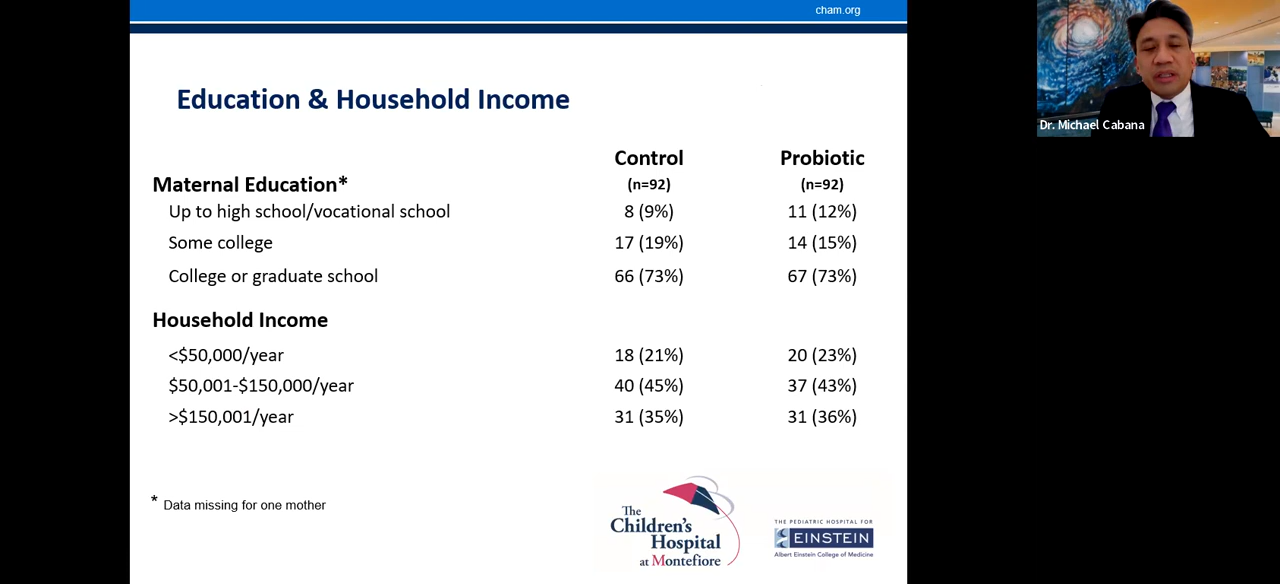 cham.org
Dr. Michael Cabana
Education & Household Income
Control Probiotic
Maternal Education* (n=92) (n=92)
Up to high school/vocational school 8 (9%) 11 (12%)
Some college 17 (19%) 14 (15%)
College or graduate school 66 (73%) 67 (73%)
Household Income
<$50,000/year 18 (21%) 20 (23%)
$50,001-$150,000/year 40 (45%) 37 (43%)
>$150,001/year 31 (35%) 31 (36%)
* Data missing for one mother
The
Children's
Hospital
at Montefiore
THE PEDIATRIC HOSPITAL FOR
EINSTEIN
Albert Einstein College of Medicine